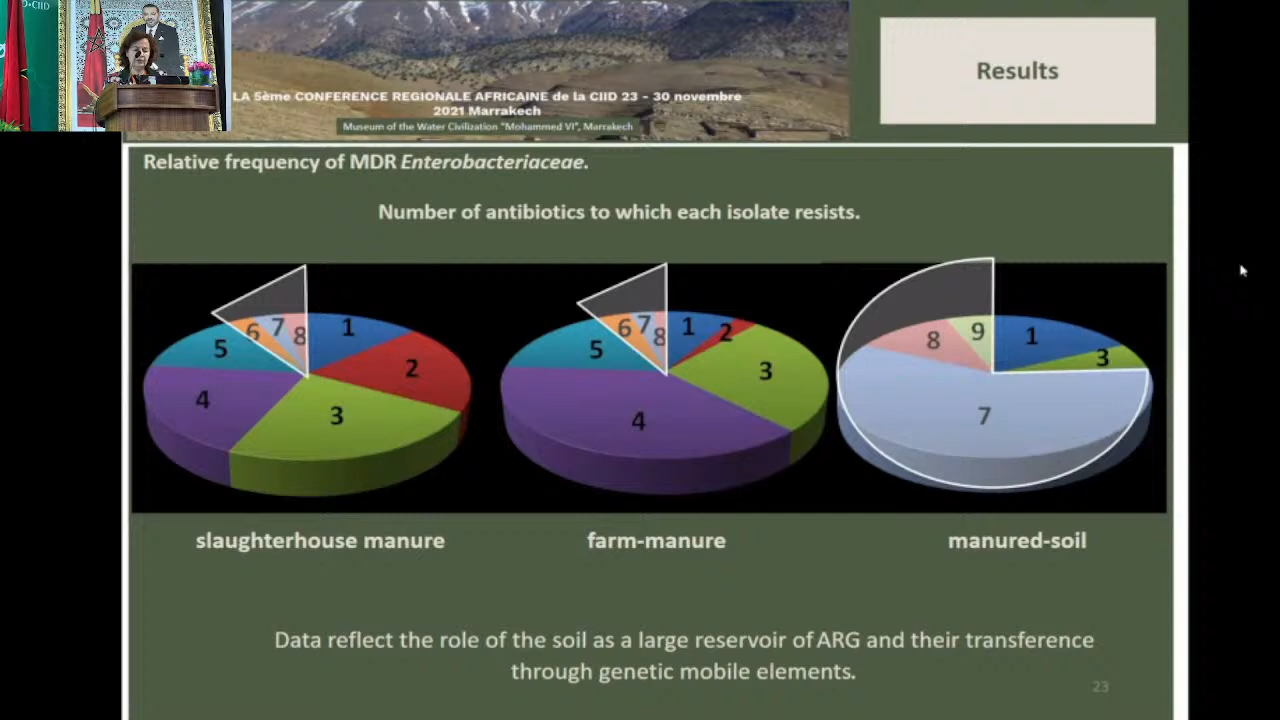 O-CIID
LA 5ème CONFERENCE REGIONALE AFRICAINE de la CIID 23 - 30 novembre
2021 Marrakech
Museum of the Water Civilization "Mohammed VI", Marrakech
Results
Relative frequency of MDR Enterobacteriaceae.
Number of antibiotics to which each isolate resists.
1
2
3
4
5
6
7
8
1
2
3
4
5
6
7
8
1
3
7
8
9
slaughterhouse manure
farm-manure
manured-soil
Data reflect the role of the soil as a large reservoir of ARG and their transference
through genetic mobile elements.
23